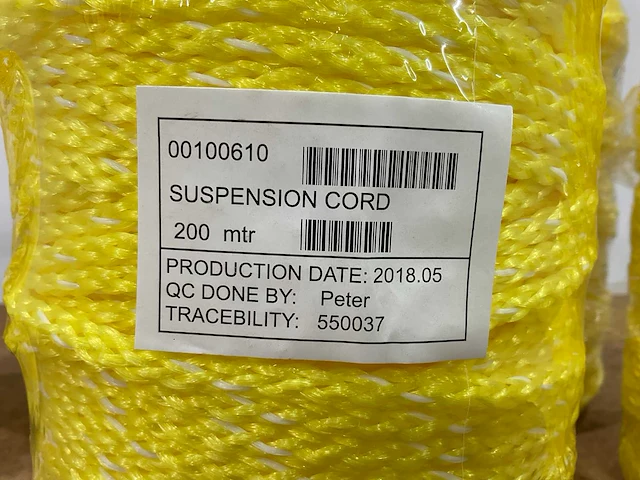 00100610
SUSPENSION CORD
200 mtr
PRODUCTION DATE: 2018.05
QC DONE BY: Peter
TRACEBILITY: 550037